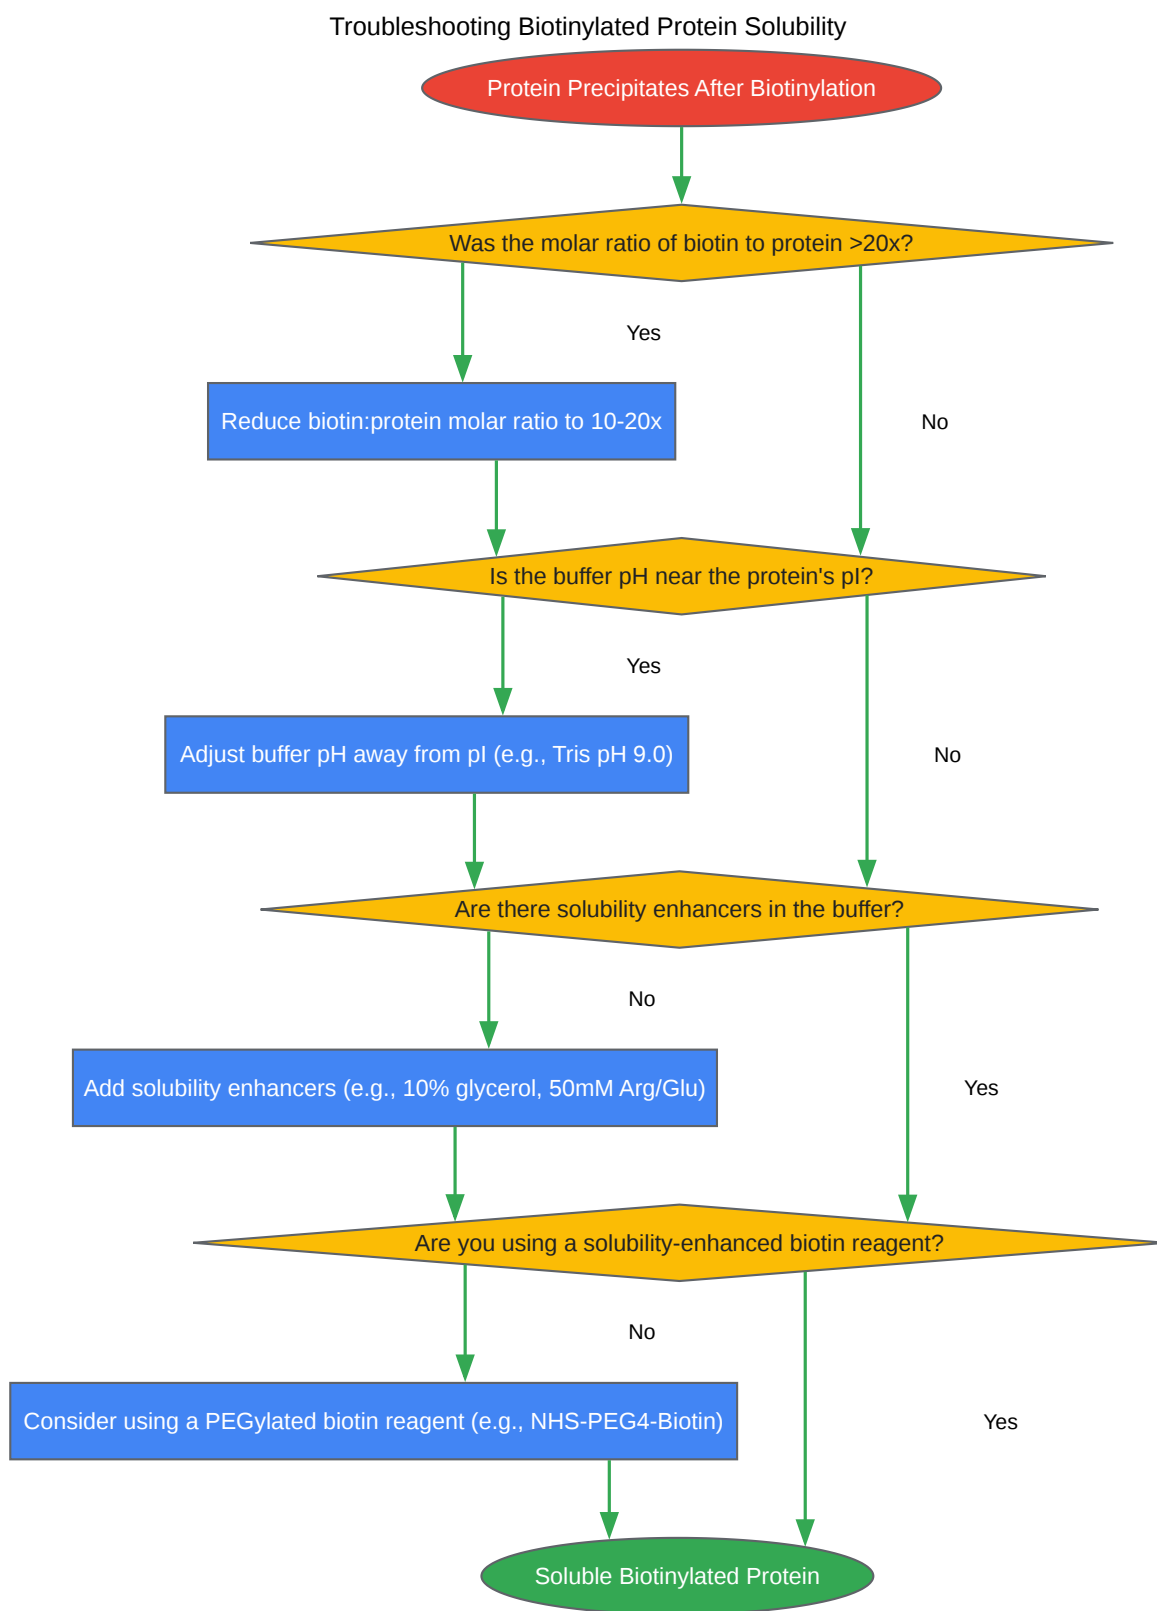 Troubleshooting Biotinylated Protein Solubility
Protein Precipitates After Biotinylation
Was the molar ratio of biotin to protein >20x?
Yes
Reduce biotin:protein molar ratio to 10-20x
No
Is the buffer pH near the protein's pI?
Yes
Adjust buffer pH away from pI (e.g., Tris pH 9.0)
No
Are there solubility enhancers in the buffer?
No
Add solubility enhancers (e.g., 10% glycerol, 50mM Arg/Glu)
Yes
Are you using a solubility-enhanced biotin reagent?
No
Consider using a PEGylated biotin reagent (e.g., NHS-PEG4-Biotin)
Yes
Soluble Biotinylated Protein